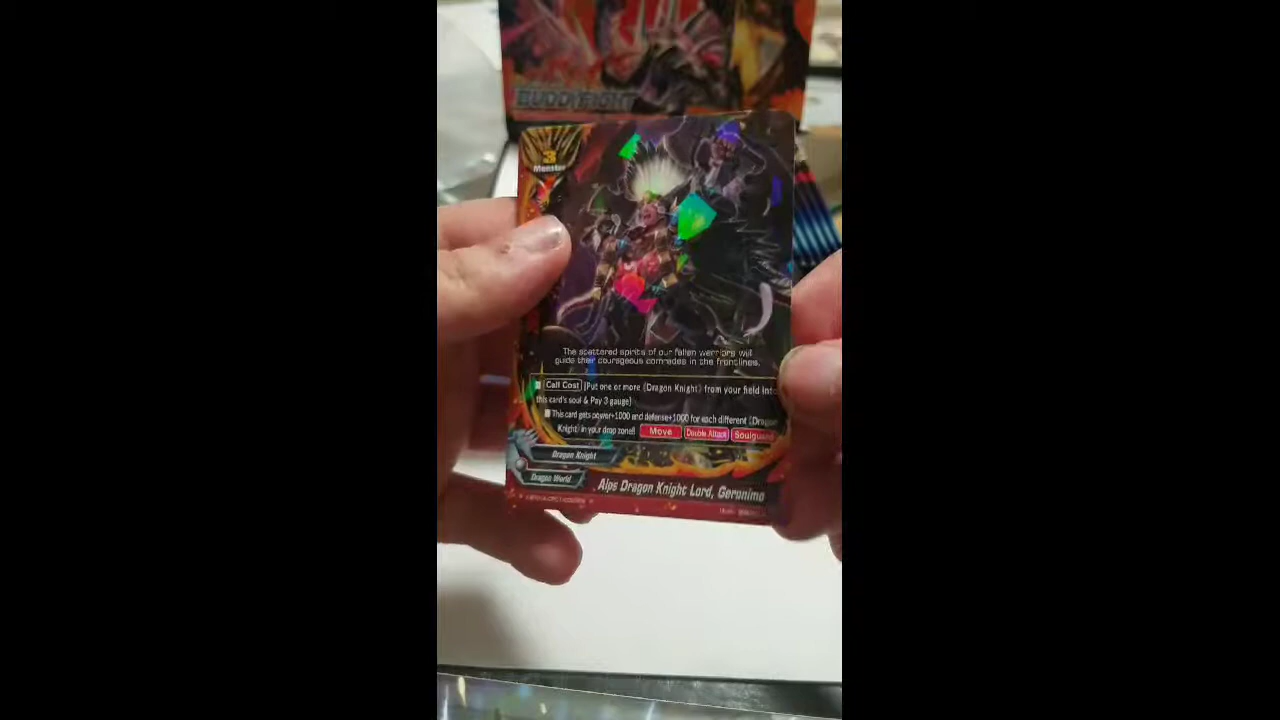 BUDDYFIGHT
3
Monster
The scattered spirits of our fallen warriors will
guide their courageous comrades in the frontlines.
■ Call Cost [Put one or more 《Dragon Knight》 from your field into
this card's soul & Pay 3 gauge]
■ This card gets power+1000 and defense+1000 for each different 《Dragon
Knight》 in your drop zone! Move Double Attack Soulguard
Dragon Knight
Dragon World
Alps Dragon Knight Lord, Geronimo